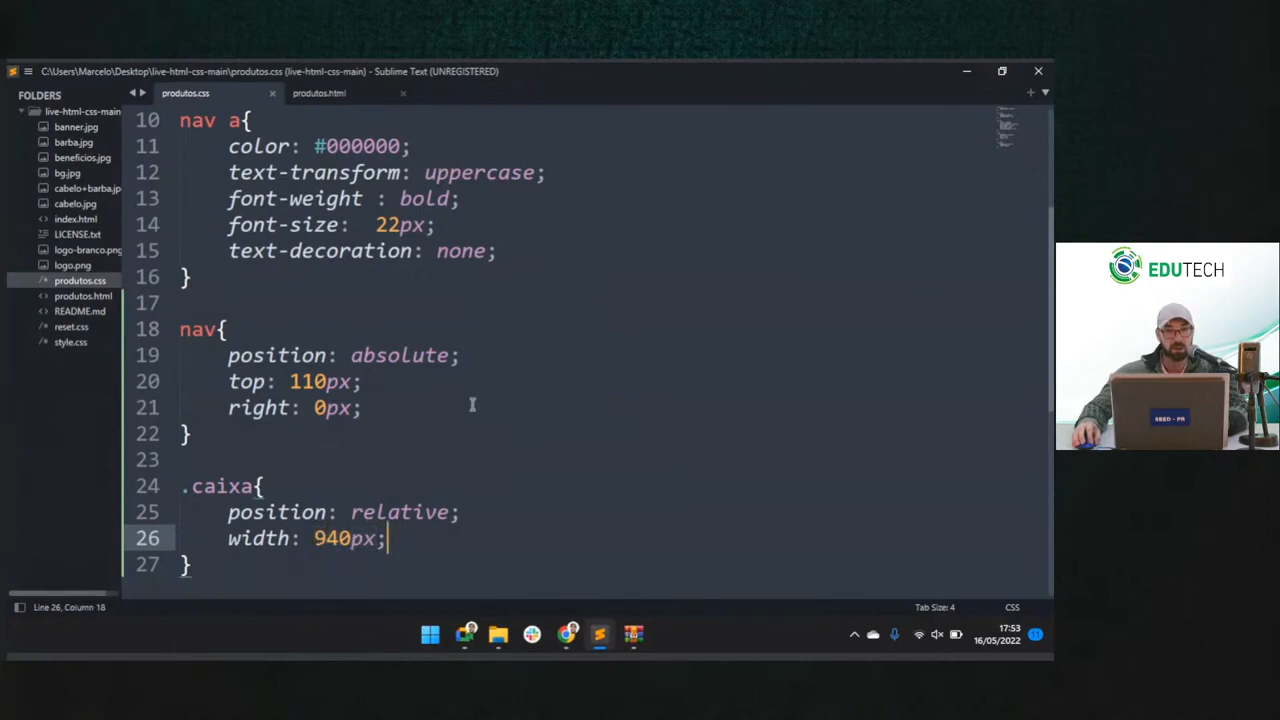 C:\Users\Marcelo\Desktop\live-html-css-main\produtos.css (live-html-css-main) - Sublime Text (UNREGISTERED)
FOLDERS
live-html-css-main
banner.jpg
barba.jpg
beneficios.jpg
bg.jpg
cabelo+barba.jp
cabelo.jpg
index.html
LICENSE.txt
logo-branco.png
logo.png
produtos.css
produtos.html
README.md
reset.css
style.css
produtos.css
produtos.html
10 nav a{
11 color: #000000;
12 text-transform: uppercase;
13 font-weight : bold;
14 font-size:  22px;
15 text-decoration: none;
16 }
17
18 nav{
19 position: absolute;
20 top: 110px;
21 right: 0px;
22 }
23
24 .caixa{
25 position: relative;
26 width: 940px;
27 }
Line 26, Column 18
Tab Size: 4
CSS
17:53
16/05/2022
11
EDUTECH
SEED - PR